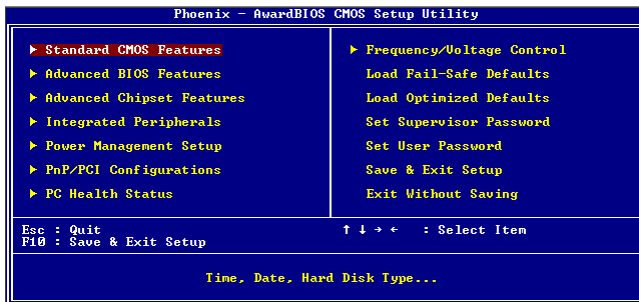 Phoenix - AwardBIOS CMOS Setup Utility
▶ Standard CMOS Features
▶ Advanced BIOS Features
▶ Advanced Chipset Features
▶ Integrated Peripherals
▶ Power Management Setup
▶ PnP/PCI Configurations
▶ PC Health Status
▶ Frequency/Voltage Control
Load Fail-Safe Defaults
Load Optimized Defaults
Set Supervisor Password
Set User Password
Save & Exit Setup
Exit Without Saving
Esc : Quit
F10 : Save & Exit Setup
↑ ↓ → ← : Select Item
Time, Date, Hard Disk Type...